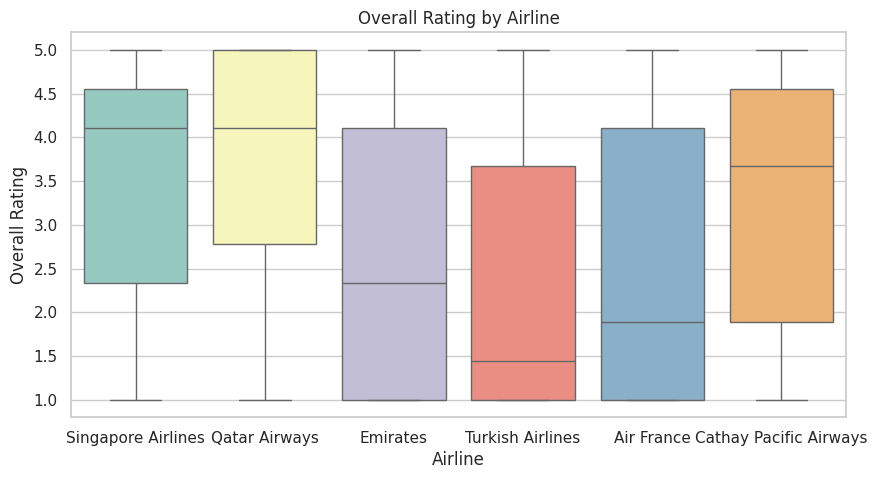 Overall Rating by Airline
Overall Rating
5.0
4.5
4.0
3.5
3.0
2.5
2.0
1.5
1.0
Singapore Airlines Qatar Airways Emirates Turkish Airlines Air France Cathay Pacific Airways
Airline